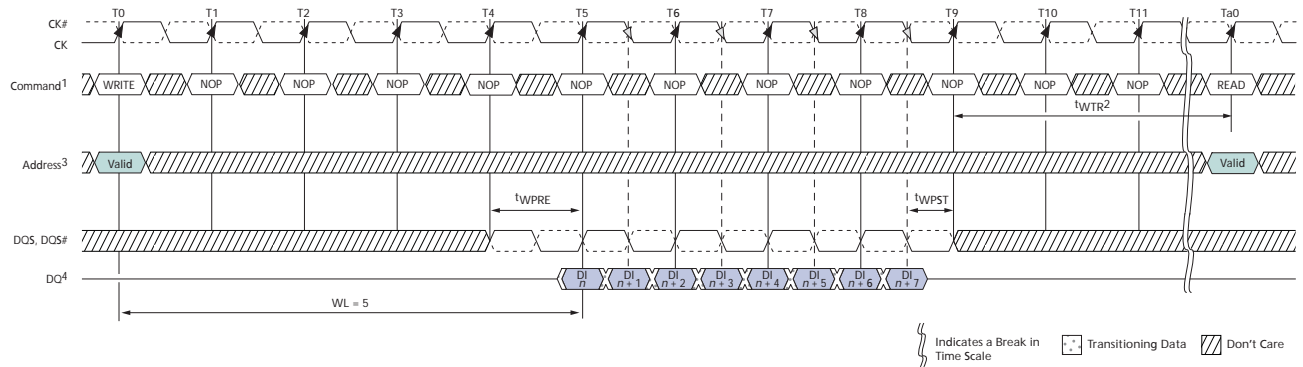 T0 T1 T2 T3 T4 T5 T6 T7 T8 T9 T10 T11 Ta0
CK#
CK
Command1 WRITE NOP NOP NOP NOP NOP NOP NOP NOP NOP NOP NOP READ
tWTR2
Address3 Valid Valid
tWPRE tWPST
DQS, DQS#
DQ4 DI n DI n + 1 DI n + 2 DI n + 3 DI n + 4 DI n + 5 DI n + 6 DI n + 7
WL = 5
Indicates a Break in
Time Scale
Transitioning Data
Don't Care